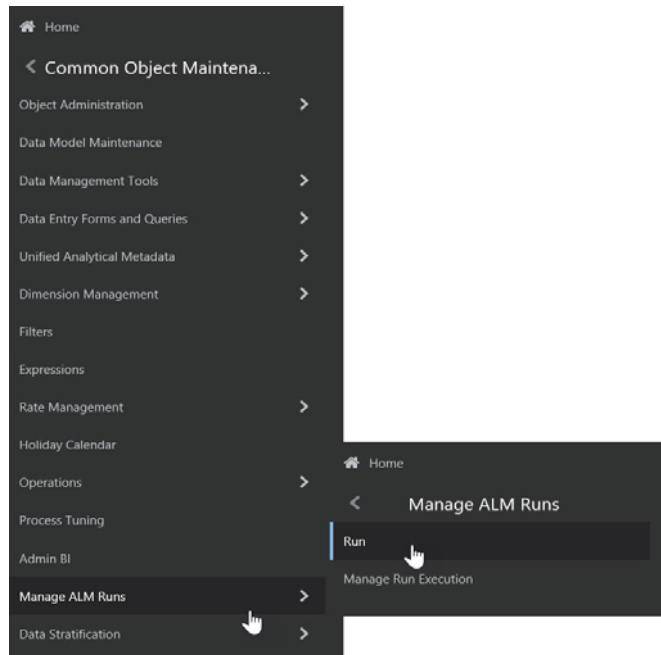 Home
Common Object Maintena...
Object Administration
Data Model Maintenance
Data Management Tools
Data Entry Forms and Queries
Unified Analytical Metadata
Dimension Management
Filters
Expressions
Rate Management
Holiday Calendar
Operations
Process Tuning
Admin BI
Manage ALM Runs
Data Stratification
Home
Manage ALM Runs
Run
Manage Run Execution